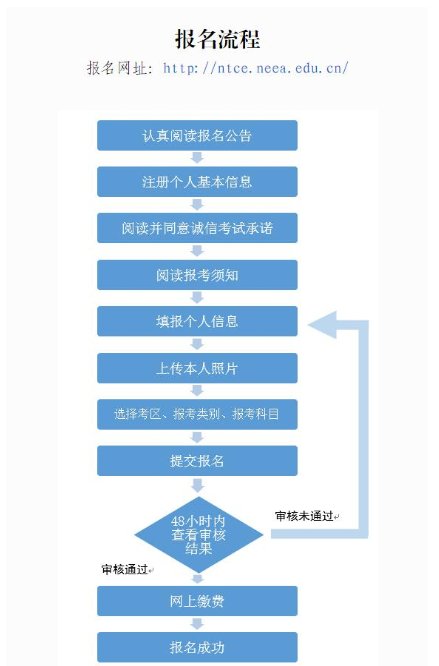 报名流程
报名网址: http://ntce.neea.edu.cn/
认真阅读报名公告
注册个人基本信息
阅读并同意诚信考试承诺
阅读报考须知
填报个人信息
上传本人照片
选择考区、报考类别、报考科目
提交报名
48小时内
查看审核
结果
审核未通过
审核通过
网上缴费
报名成功